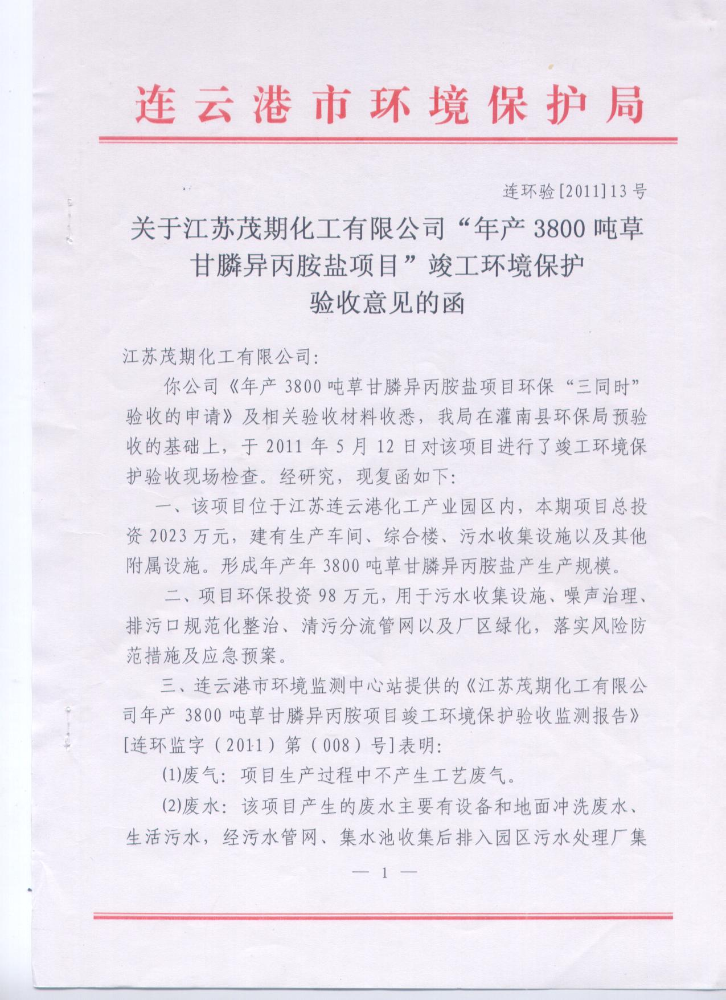 连云港市环境保护局
连环验[2011]13号
关于江苏茂期化工有限公司“年产3800吨草
甘膦异丙胺盐项目”竣工环境保护
验收意见的函
江苏茂期化工有限公司：
你公司《年产3800吨草甘膦异丙胺盐项目环保“三同时”
验收的申请》及相关验收材料收悉，我局在灌南县环保局预验
收的基础上，于2011年5月12日对该项目进行了竣工环境保
护验收现场检查。经研究，现复函如下：
一、该项目位于江苏连云港化工产业园区内，本期项目总投
资2023万元，建有生产车间、综合楼、污水收集设施以及其他
附属设施。形成年产年3800吨草甘膦异丙胺盐产生产规模。
二、项目环保投资98万元，用于污水收集设施、噪声治理、
排污口规范化整治、清污分流管网以及厂区绿化，落实风险防
范措施及应急预案。
三、连云港市环境监测中心站提供的《江苏茂期化工有限公
司年产3800吨草甘膦异丙胺项目竣工环境保护验收监测报告》
[连环监字（2011）第（008）号]表明：
(1)废气：项目生产过程中不产生工艺废气。
(2)废水：该项目产生的废水主要有设备和地面冲洗废水、
生活污水，经污水管网、集水池收集后排入园区污水处理厂集
— 1 —